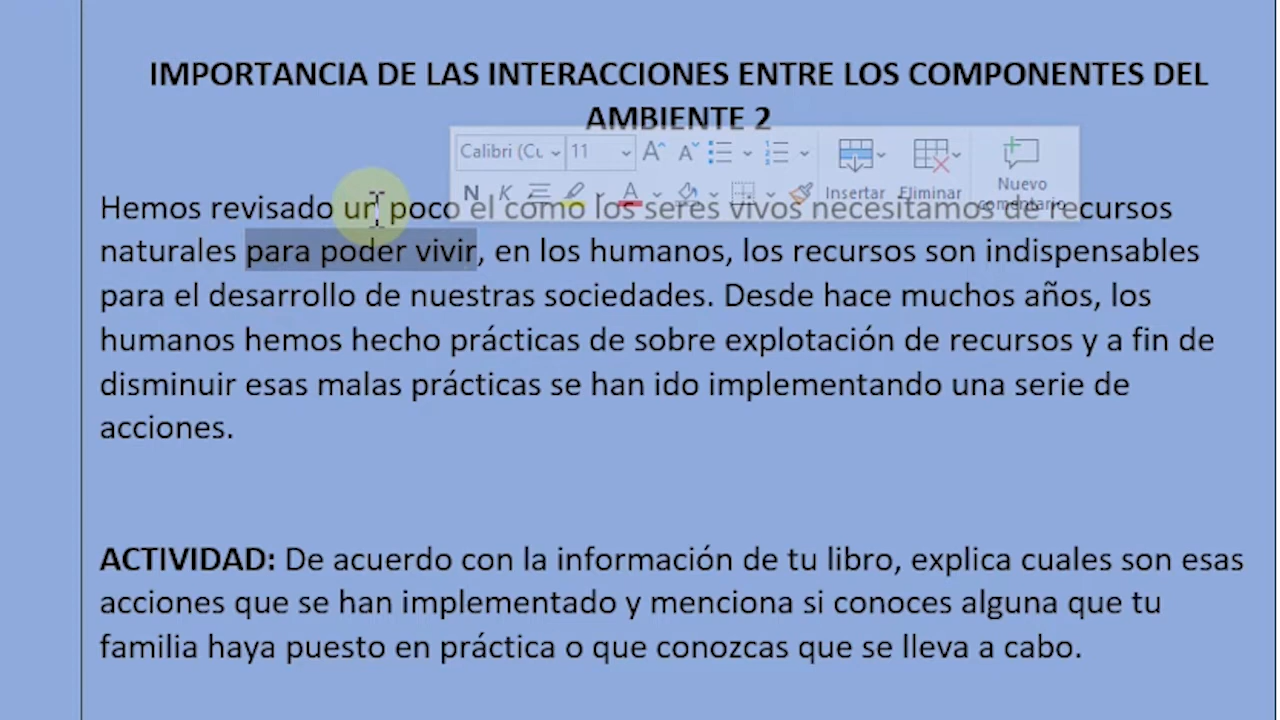 IMPORTANCIA DE LAS INTERACCIONES ENTRE LOS COMPONENTES DEL
AMBIENTE 2
Calibri (Cu 11
N K Insertar Eliminar Nuevo
comentario
Hemos revisado un poco el como los seres vivos necesitamos de recursos
naturales para poder vivir, en los humanos, los recursos son indispensables
para el desarrollo de nuestras sociedades. Desde hace muchos años, los
humanos hemos hecho prácticas de sobre explotación de recursos y a fin de
disminuir esas malas prácticas se han ido implementando una serie de
acciones.
ACTIVIDAD: De acuerdo con la información de tu libro, explica cuales son esas
acciones que se han implementado y menciona si conoces alguna que tu
familia haya puesto en práctica o que conozcas que se lleva a cabo.